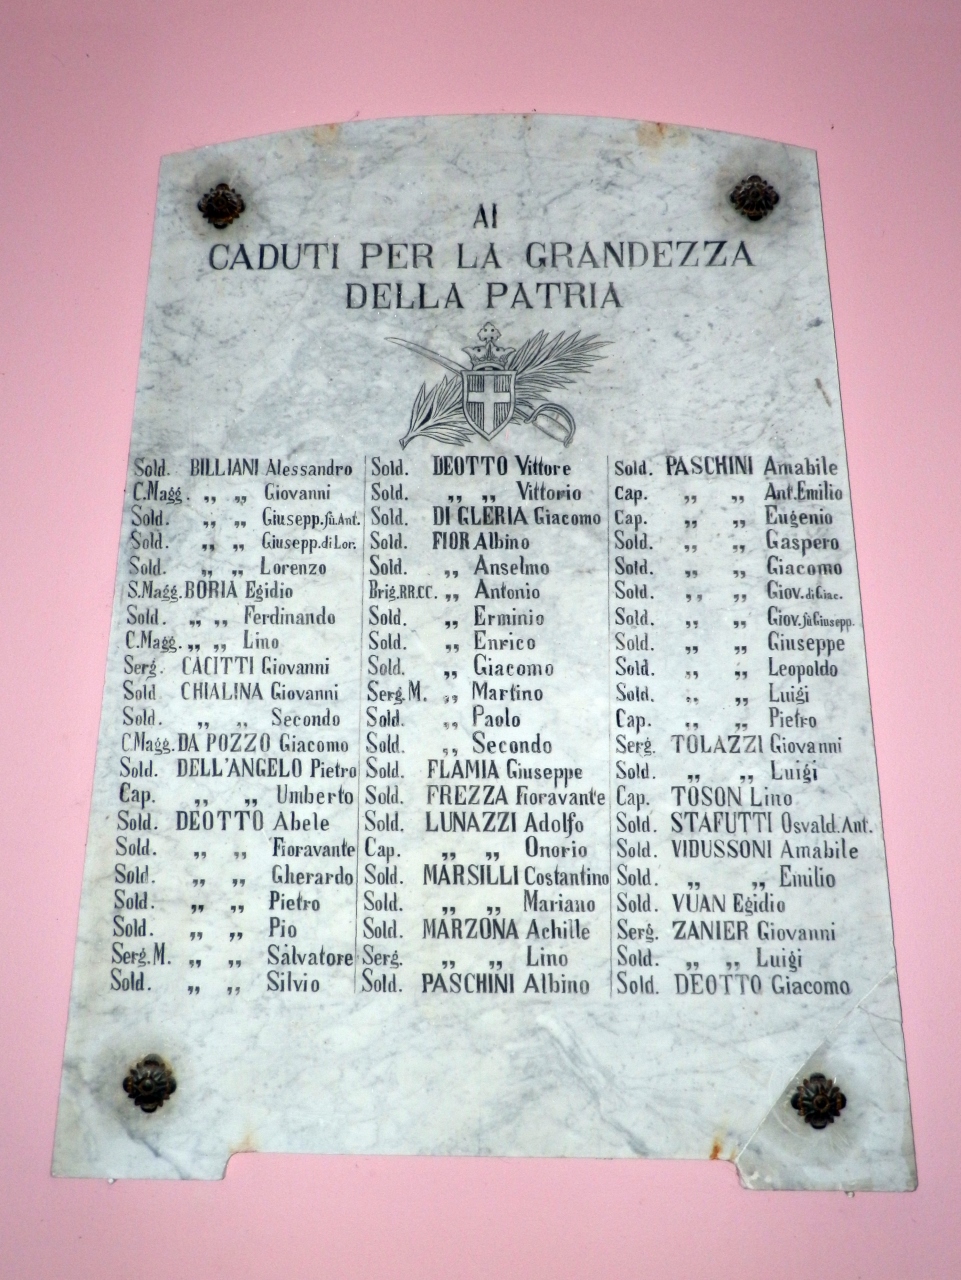 AI
CADUTI PER LA GRANDEZZA
DELLA PATRIA
Sold. BILLIANI Alessandro
C.Magg. ,, ,, Giovanni
Sold. ,, ,, Giusepp.fu Ant.
Sold. ,, ,, Giusepp.di Lor.
Sold. ,, ,, Lorenzo
S.Magg. BORIA Egidio
Sold. ,, ,, Ferdinando
C.Magg. ,, ,, Lino
Serg. CACITTI Giovanni
Sold. CHIALINA Giovanni
Sold. ,, ,, Secondo
C.Magg. DA POZZO Giacomo
Sold. DELL'ANGELO Pietro
Cap. ,, ,, Umberto
Sold. DEOTTO Abele
Sold. ,, ,, Fioravante
Sold. ,, ,, Gherardo
Sold. ,, ,, Pietro
Sold. ,, ,, Pio
Serg.M. ,, ,, Salvatore
Sold. ,, ,, Silvio
Sold. DEOTTO Vittore
Sold. ,, ,, Vittorio
Sold. DI GLERIA Giacomo
Sold. FIOR Albino
Sold. ,, Anselmo
Brig.RR.CC. ,, Antonio
Sold. ,, Erminio
Sold. ,, Enrico
Sold. ,, Giacomo
Serg.M. ,, Martino
Sold. ,, Paolo
Sold. ,, Secondo
Sold. FLAMIA Giuseppe
Sold. FREZZA Fioravante
Sold. LUNAZZI Adolfo
Cap. ,, ,, Onorio
Sold. MARSILLI Costantino
Sold. ,, ,, Mariano
Sold. MARZONA Achille
Serg. ,, ,, Lino
Sold. PASCHINI Albino
Sold. PASCHINI Amabile
Cap. ,, ,, Ant.Emilio
Cap. ,, ,, Eugenio
Sold. ,, ,, Gaspero
Sold. ,, ,, Giacomo
Sold. ,, ,, Giov.di Giac.
Sold. ,, ,, Giov.fu Giusepp.
Sold. ,, ,, Giuseppe
Sold. ,, ,, Leopoldo
Sold. ,, ,, Luigi
Cap. ,, ,, Pietro
Serg. TOLAZZI Giovanni
Sold. ,, ,, Luigi
Cap. TOSON Lino
Sold. STAFUTTI Osvald.Ant.
Sold. VIDUSSONI Amabile
Sold. ,, ,, Emilio
Sold. VUAN Egidio
Serg. ZANIER Giovanni
Sold. ,, ,, Luigi
Sold. DEOTTO Giacomo